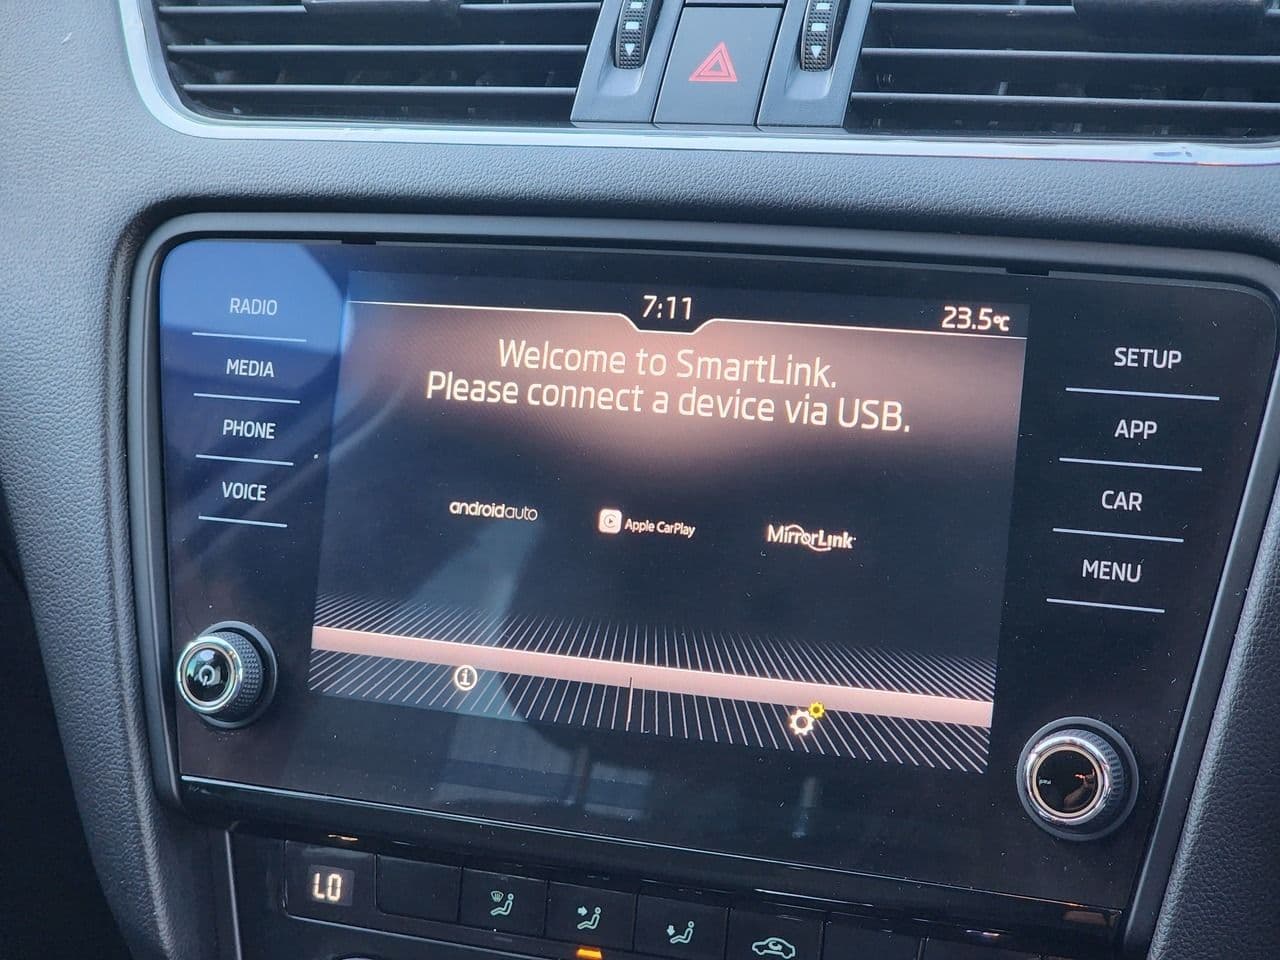 7:11
23.5°C
RADIO
MEDIA
PHONE
VOICE
Welcome to SmartLink.
Please connect a device via USB.
androidauto
Apple CarPlay
MirrorLink
SETUP
APP
CAR
MENU
LO